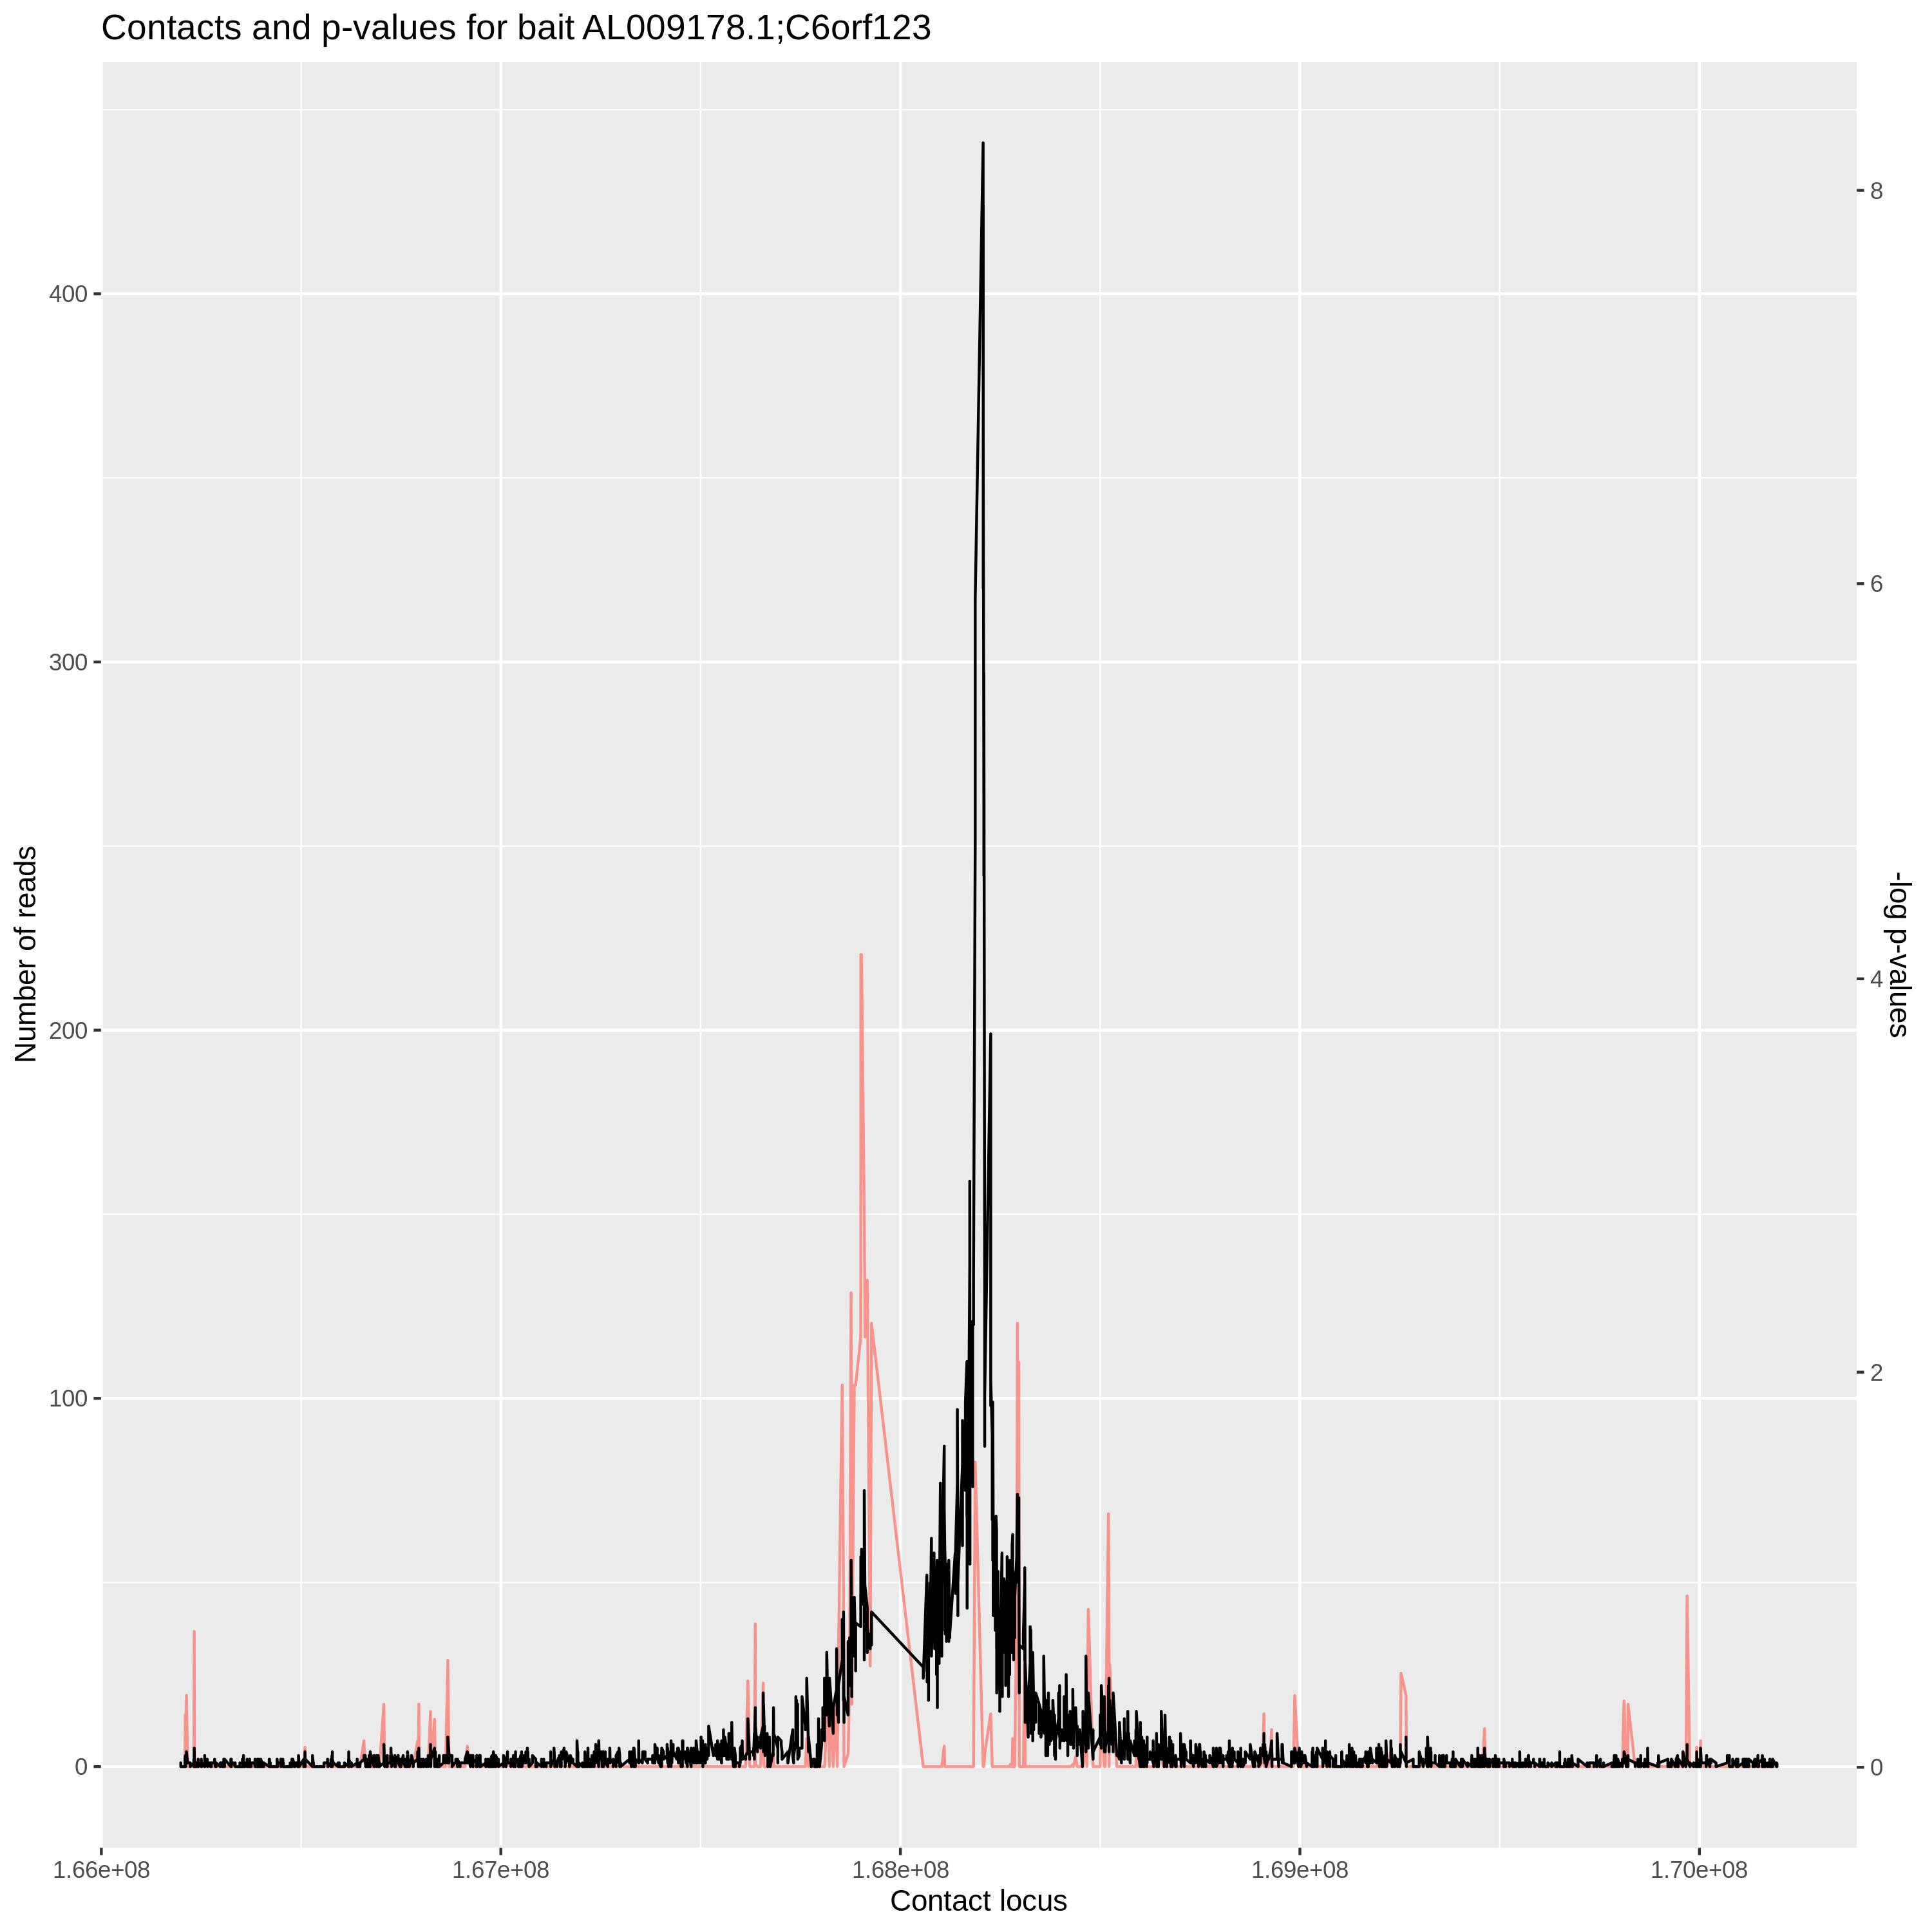 Contacts and p-values for bait AL009178.1;C6orf123
400
300
200
100
0
Number of reads
8
6
4
2
0
-log p-values
1.66e+08
1.67e+08
1.68e+08
1.69e+08
1.70e+08
Contact locus